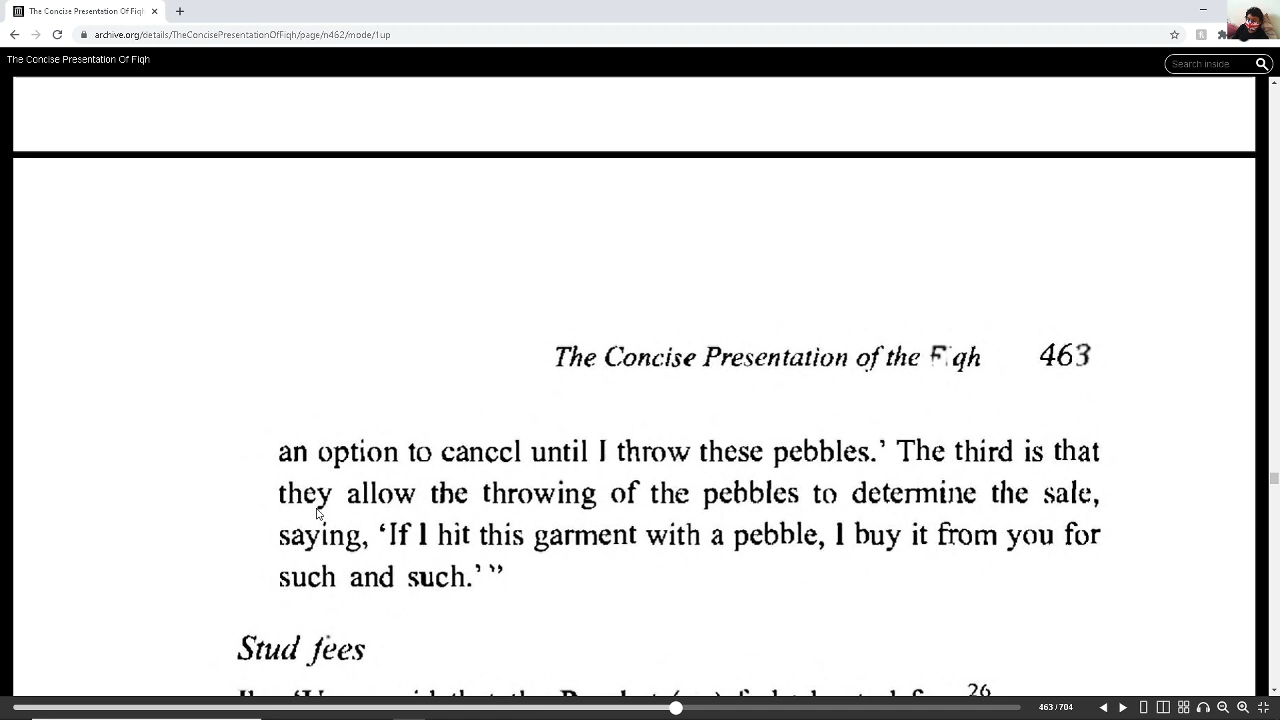 The Concise Presentation Of Fiqh
archive.org/details/TheConcisePresentationOfFiqh/page/n462/mode/1up
The Concise Presentation Of Fiqh
Search inside
The Concise Presentation of the Fiqh 463
an option to cancel until I throw these pebbles.’ The third is that
they allow the throwing of the pebbles to determine the sale,
saying, ‘If I hit this garment with a pebble, I buy it from you for
such and such.’ ”
Stud fees
26
463 / 704